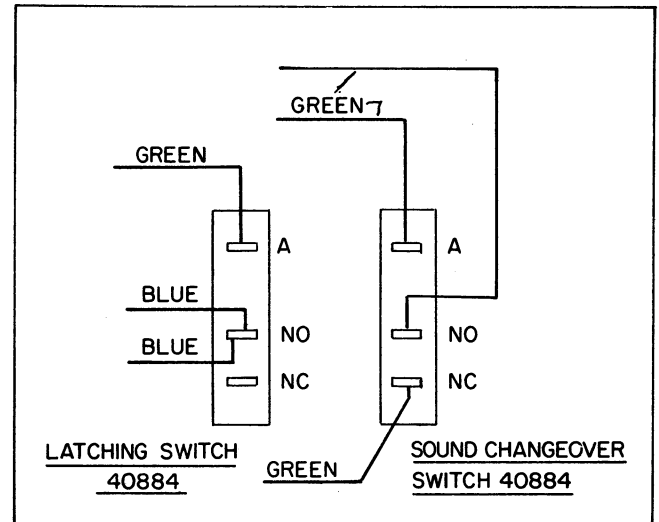 GREEN
GREEN
A
A
BLUE
NO
NO
BLUE
NC
NC
LATCHING SWITCH
40884
GREEN
SOUND CHANGEOVER
SWITCH 40884